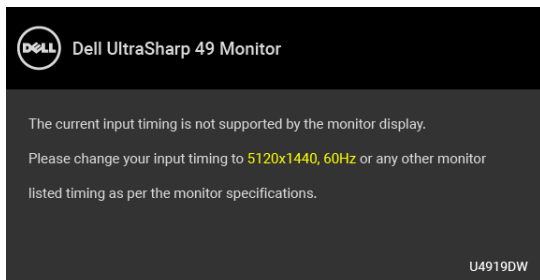 DELL
Dell UltraSharp 49 Monitor
The current input timing is not supported by the monitor display.
Please change your input timing to 5120x1440, 60Hz or any other monitor
listed timing as per the monitor specifications.
U4919DW